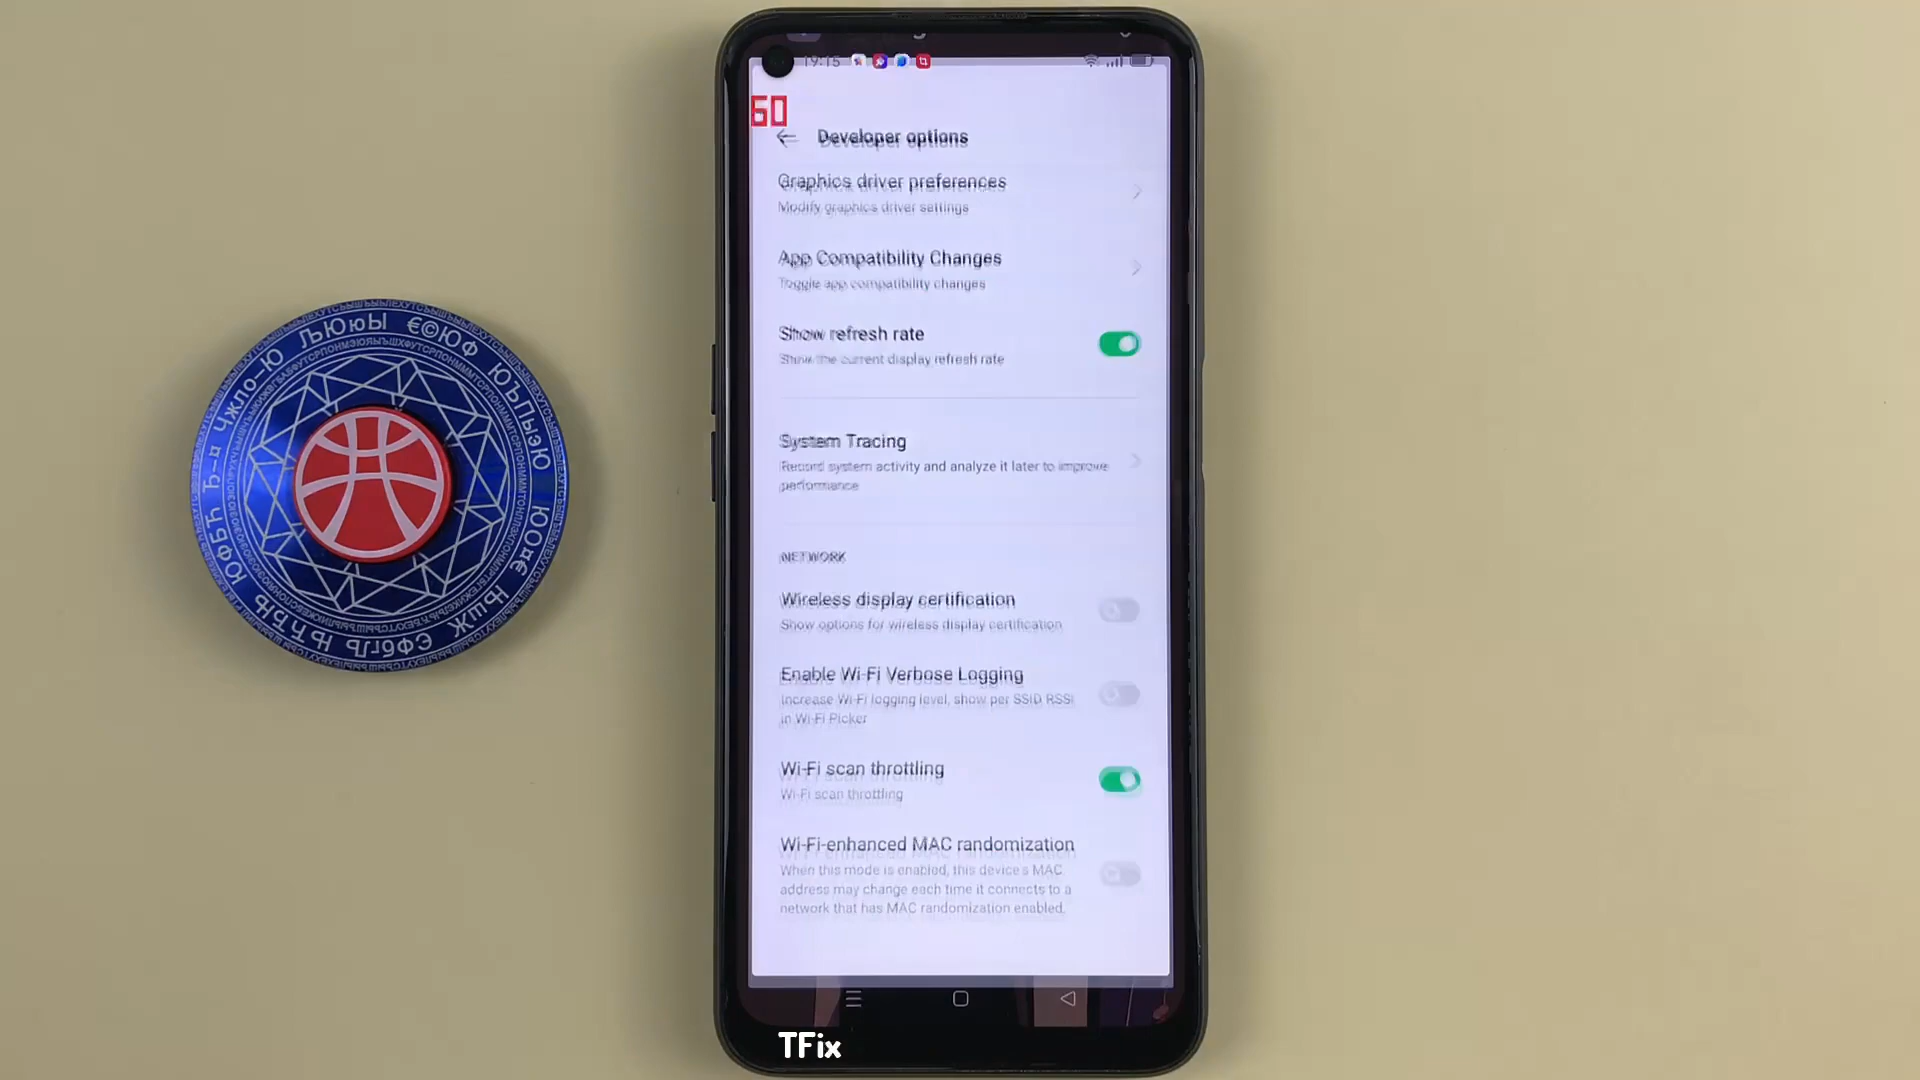 19:15
60
Developer options
Graphics driver preferences
Modify graphics driver settings
App Compatibility Changes
Toggle app compatibility changes
Show refresh rate
Show the current display refresh rate
System Tracing
Record system activity and analyze it later to improve
performance
NETWORK
Wireless display certification
Show options for wireless display certification
Enable Wi-Fi Verbose Logging
Increase Wi-Fi logging level, show per SSID RSSI
in Wi-Fi Picker
Wi-Fi scan throttling
Wi-Fi scan throttling
Wi-Fi-enhanced MAC randomization
When this mode is enabled, this device's MAC
address may change each time it connects to a
network that has MAC randomization enabled.
TFix